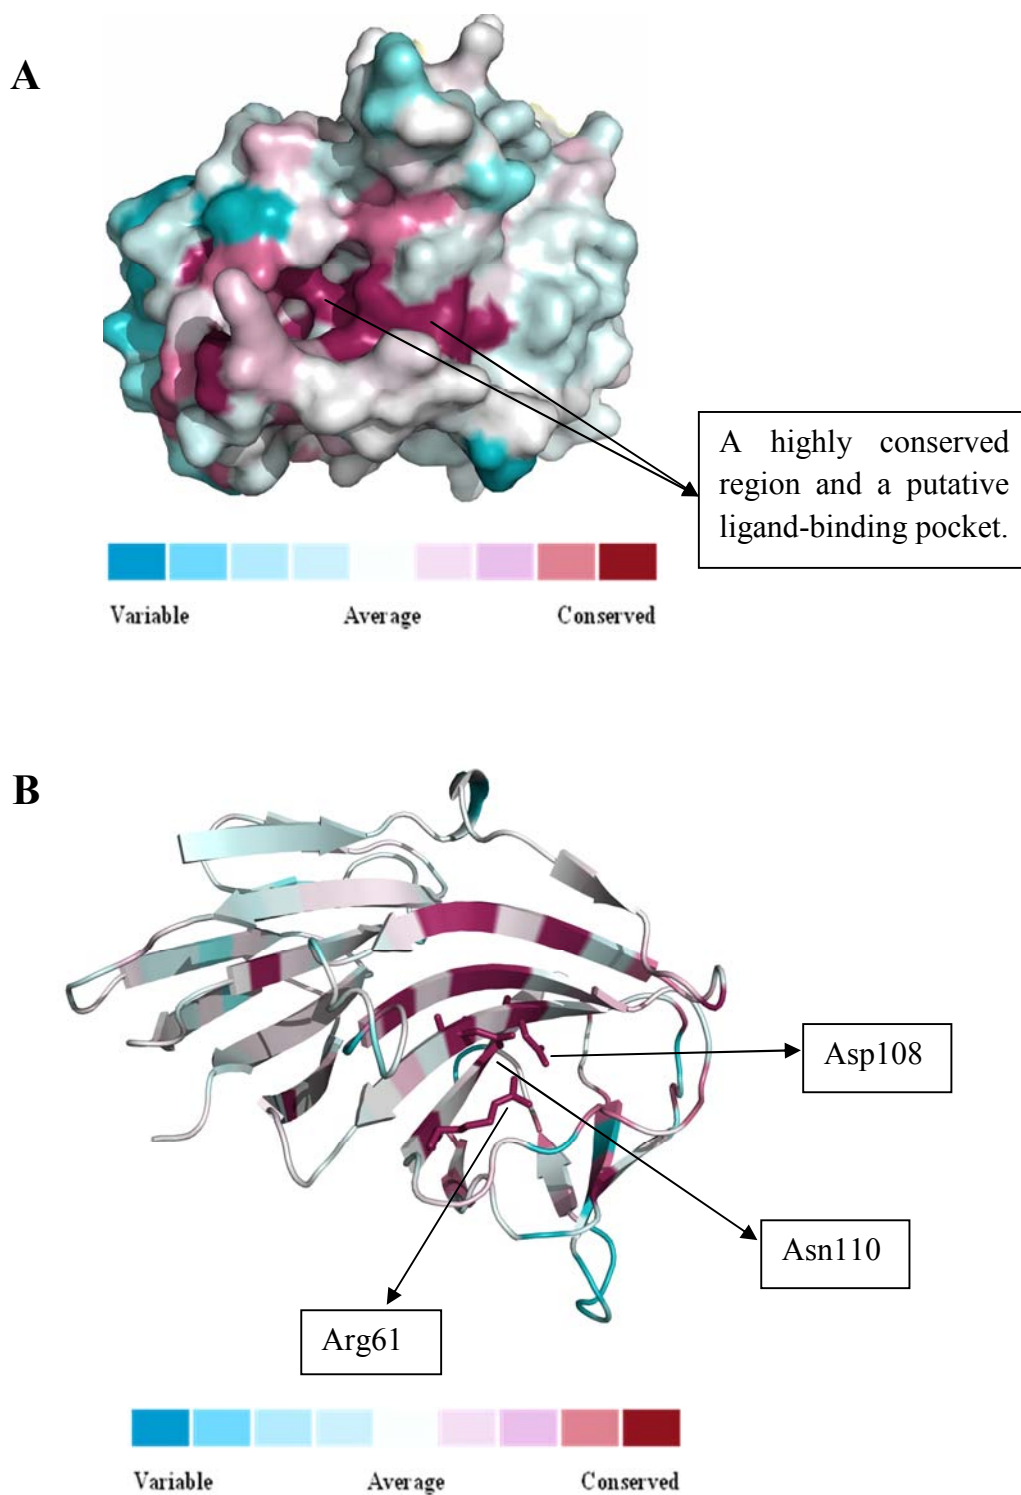 A
A highly conserved
region and a putative
ligand-binding pocket.
Variable Average Conserved
B
Asp108
Asn110
Arg61
Variable Average Conserved